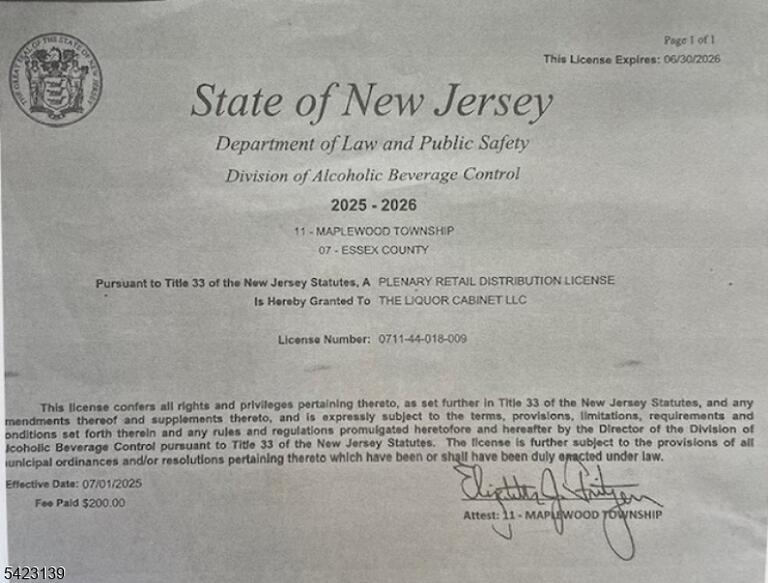 Page 1 of 1
This License Expires: 06/30/2026
THE GREAT SEAL OF THE STATE OF NEW JERSEY
State of New Jersey
Department of Law and Public Safety
Division of Alcoholic Beverage Control
2025 - 2026
11 - MAPLEWOOD TOWNSHIP
07 - ESSEX COUNTY
Pursuant to Title 33 of the New Jersey Statutes, A PLENARY RETAIL DISTRIBUTION LICENSE
Is Hereby Granted To THE LIQUOR CABINET LLC
License Number: 0711-44-018-009
This license confers all rights and privileges pertaining thereto, as set further in Title 33 of the New Jersey Statutes, and any
mendments thereof and supplements thereto, and is expressly subject to the terms, provisions, limitations, requirements and
onditions set forth therein and any rules and regulations promulgated heretofore and hereafter by the Director of the Division of
lcoholic Beverage Control pursuant to Title 33 of the New Jersey Statutes. The license is further subject to the provisions of all
unicipal ordinances and/or resolutions pertaining thereto which have been or shall have been duly enacted under law.
Effective Date: 07/01/2025
Fee Paid $200.00
Attest: 11 - MAPLEWOOD TOWNSHIP
5423139